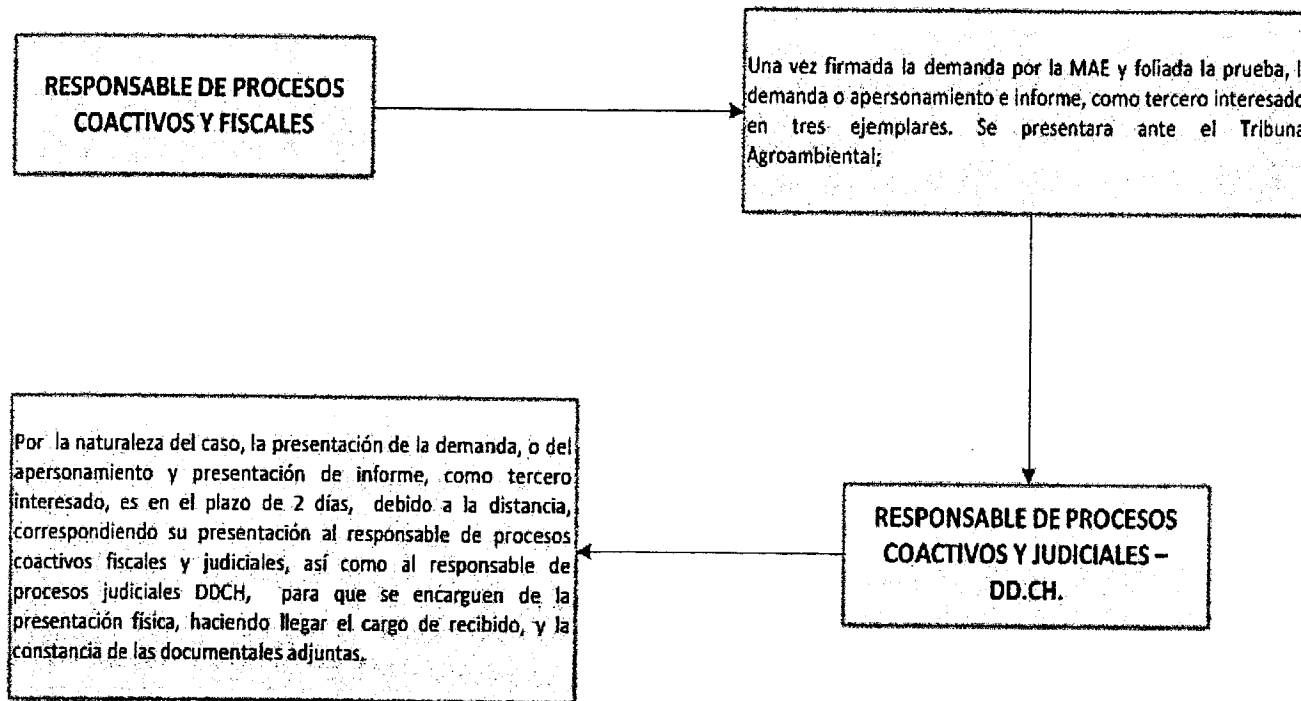 RESPONSABLE DE PROCESOS
COACTIVOS Y FISCALES
Una vez firmada la demanda por la MAE y foliada la prueba, l
demanda o apersonamiento e informe, como tercero interesado
en tres ejemplares. Se presentara ante el Tribuna
Agroambiental;
RESPONSABLE DE PROCESOS
COACTIVOS Y JUDICIALES –
DD.CH.
Por la naturaleza del caso, la presentación de la demanda, o del
apersonamiento y presentación de informe, como tercero
interesado, es en el plazo de 2 días, debido a la distancia,
correspondiendo su presentación al responsable de procesos
coactivos fiscales y judiciales, así como al responsable de
procesos judiciales DDCH, para que se encarguen de la
presentación física, haciendo llegar el cargo de recibido, y la
constancia de las documentales adjuntas.